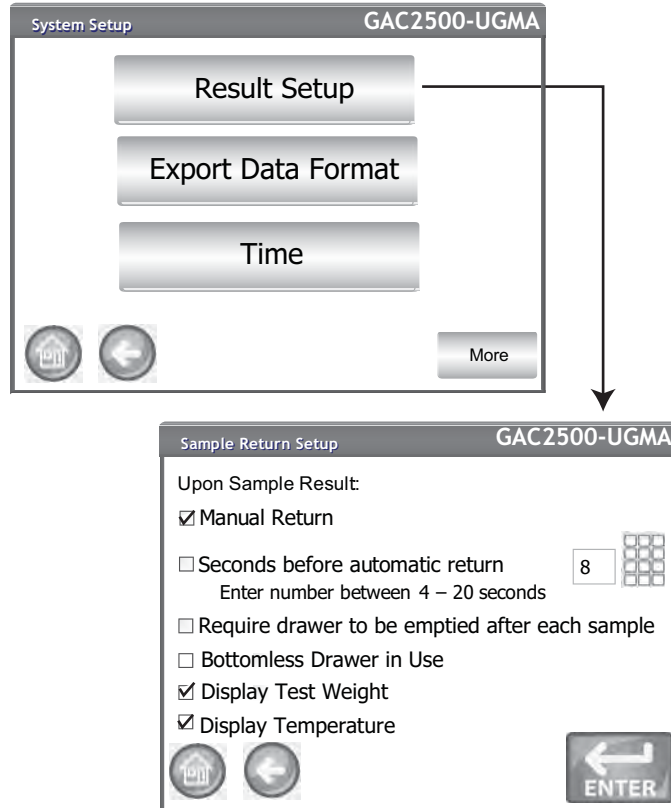 System Setup GAC2500-UGMA
Result Setup
Export Data Format
Time
More
Sample Return Setup GAC2500-UGMA
Upon Sample Result:
Manual Return
Seconds before automatic return 8
Enter number between 4 – 20 seconds
Require drawer to be emptied after each sample
Bottomless Drawer in Use
Display Test Weight
Display Temperature
ENTER